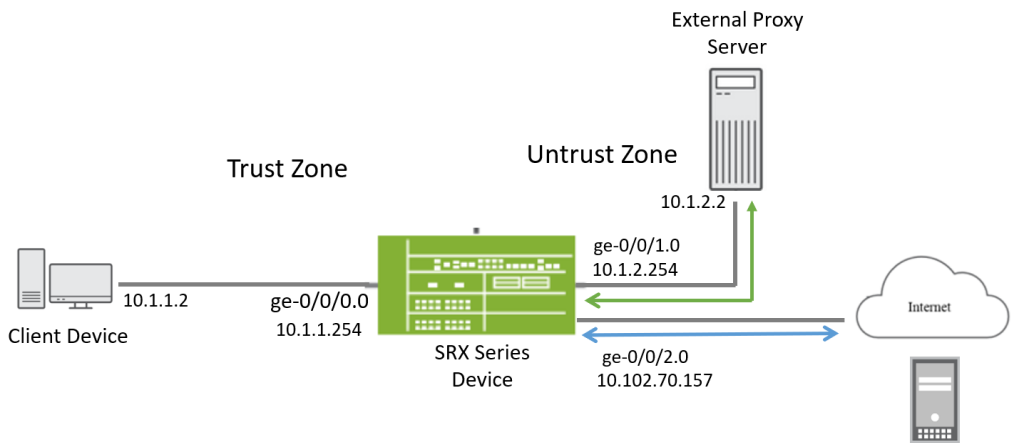 External Proxy
Server
Trust Zone
Untrust Zone
10.1.2.2
ge-0/0/1.0
10.1.2.254
10.1.1.2
ge-0/0/0.0
10.1.1.254
Client Device
SRX Series
Device
ge-0/0/2.0
10.102.70.157
Internet